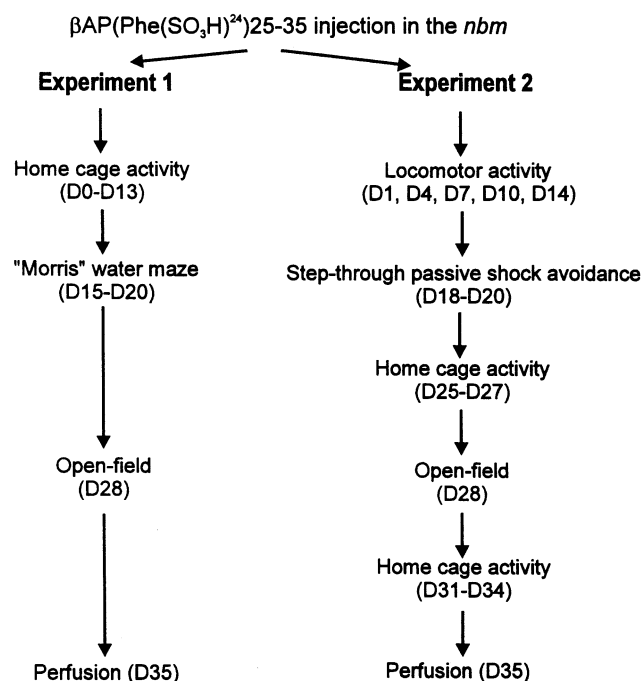 βAP(Phe(SO₃H)²⁴)25-35 injection in the nbm
Experiment 1
Home cage activity
(D0-D13)
"Morris" water maze
(D15-D20)
Open-field
(D28)
Perfusion (D35)
Experiment 2
Locomotor activity
(D1, D4, D7, D10, D14)
Step-through passive shock avoidance
(D18-D20)
Home cage activity
(D25-D27)
Open-field
(D28)
Home cage activity
(D31-D34)
Perfusion (D35)